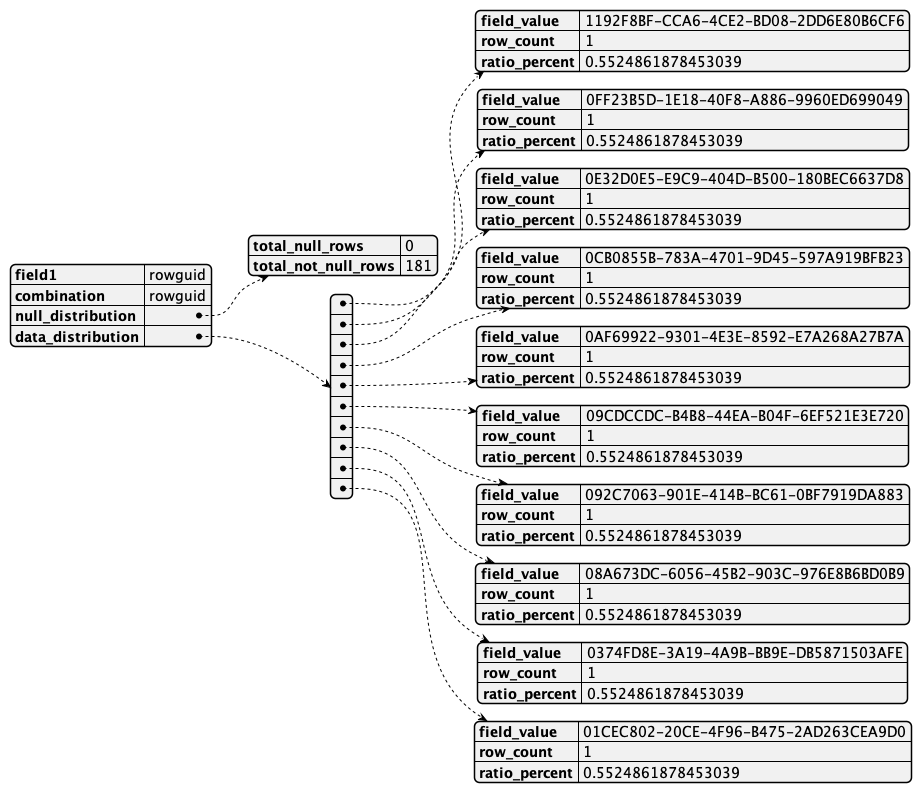 field1 rowguid
combination rowguid
null_distribution
data_distribution
total_null_rows 0
total_not_null_rows 181
field_value 1192F8BF-CCA6-4CE2-BD08-2DD6E80B6CF6
row_count 1
ratio_percent 0.5524861878453039
field_value 0FF23B5D-1E18-40F8-A886-9960ED699049
row_count 1
ratio_percent 0.5524861878453039
field_value 0E32D0E5-E9C9-404D-B500-180BEC6637D8
row_count 1
ratio_percent 0.5524861878453039
field_value 0CB0855B-783A-4701-9D45-597A919BFB23
row_count 1
ratio_percent 0.5524861878453039
field_value 0AF69922-9301-4E3E-8592-E7A268A27B7A
row_count 1
ratio_percent 0.5524861878453039
field_value 09CDCCDC-B4B8-44EA-B04F-6EF521E3E720
row_count 1
ratio_percent 0.5524861878453039
field_value 092C7063-901E-414B-BC61-0BF7919DA883
row_count 1
ratio_percent 0.5524861878453039
field_value 08A673DC-6056-45B2-903C-976E8B6BD0B9
row_count 1
ratio_percent 0.5524861878453039
field_value 0374FD8E-3A19-4A9B-BB9E-DB5871503AFE
row_count 1
ratio_percent 0.5524861878453039
field_value 01CEC802-20CE-4F96-B475-2AD263CEA9D0
row_count 1
ratio_percent 0.5524861878453039